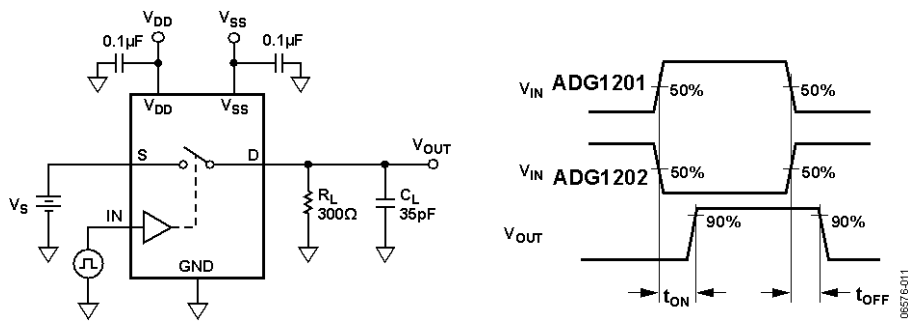 VDD VSS
0.1µF 0.1µF
VDD VSS
S D VOUT
VS
IN
RL
300Ω
CL
35pF
GND
VIN ADG1201 50% 50%
VIN ADG1202 50% 50%
VOUT 90% 90%
tON tOFF
06576-011